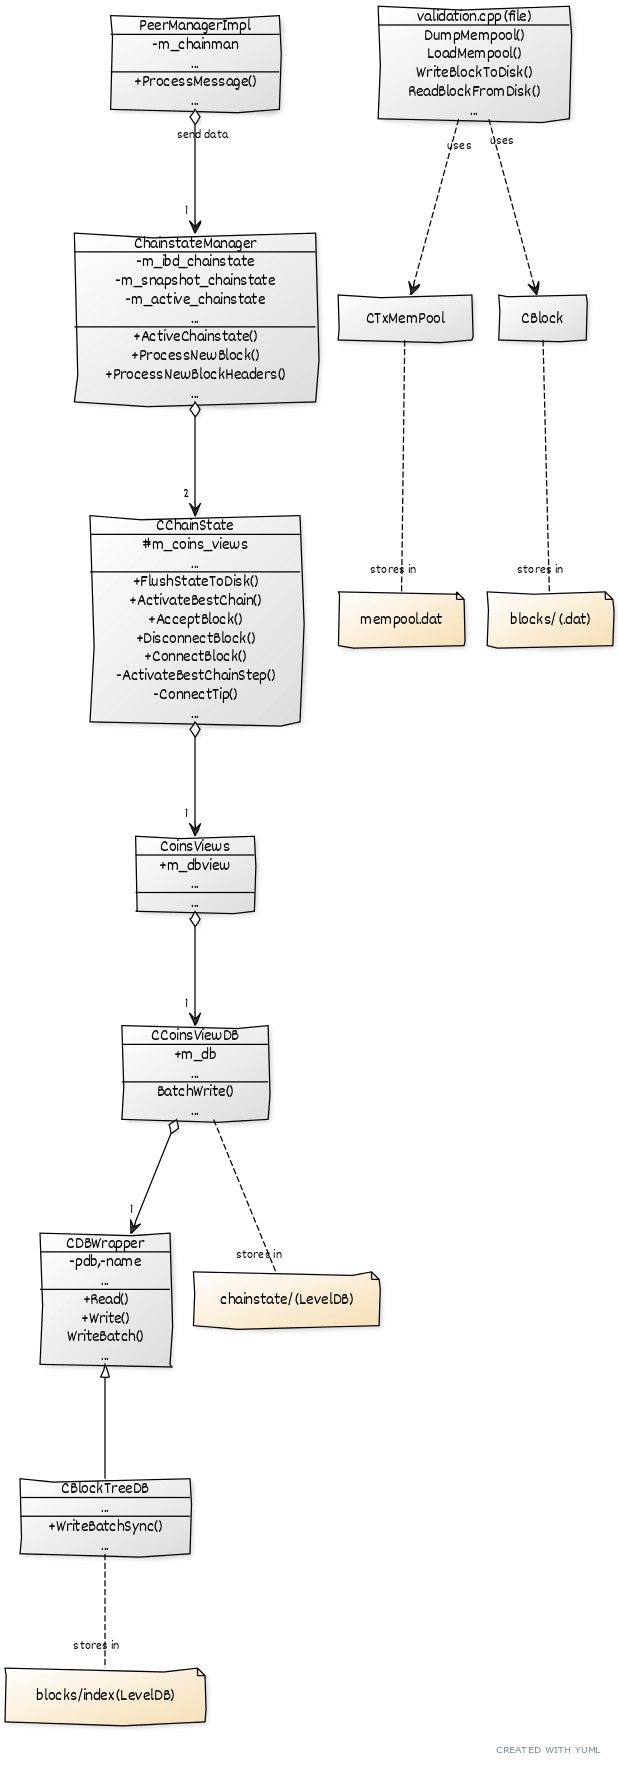 PeerManagerImpl
-m_chainman
...
+ProcessMessage()
...
send data
1
ChainstateManager
-m_ibd_chainstate
-m_snapshot_chainstate
-m_active_chainstate
...
+ActiveChainstate()
+ProcessNewBlock()
+ProcessNewBlockHeaders()
...
2
CChainState
#m_coins_views
...
+FlushStateToDisk()
+ActivateBestChain()
+AcceptBlock()
+DisconnectBlock()
+ConnectBlock()
-ActivateBestChainStep()
-ConnectTip()
...
1
CoinsViews
+m_dbview
...
...
1
CCoinsViewDB
+m_db
...
BatchWrite()
...
1
stores in
CDBWrapper
-pdb,-name
...
+Read()
+Write()
WriteBatch()
...
chainstate/(LevelDB)
CBlockTreeDB
...
+WriteBatchSync()
...
stores in
blocks/index(LevelDB)
validation.cpp (file)
DumpMempool()
LoadMempool()
WriteBlockToDisk()
ReadBlockFromDisk()
...
uses
uses
CTxMemPool
CBlock
stores in
stores in
mempool.dat
blocks/ (.dat)
CREATED WITH YUML